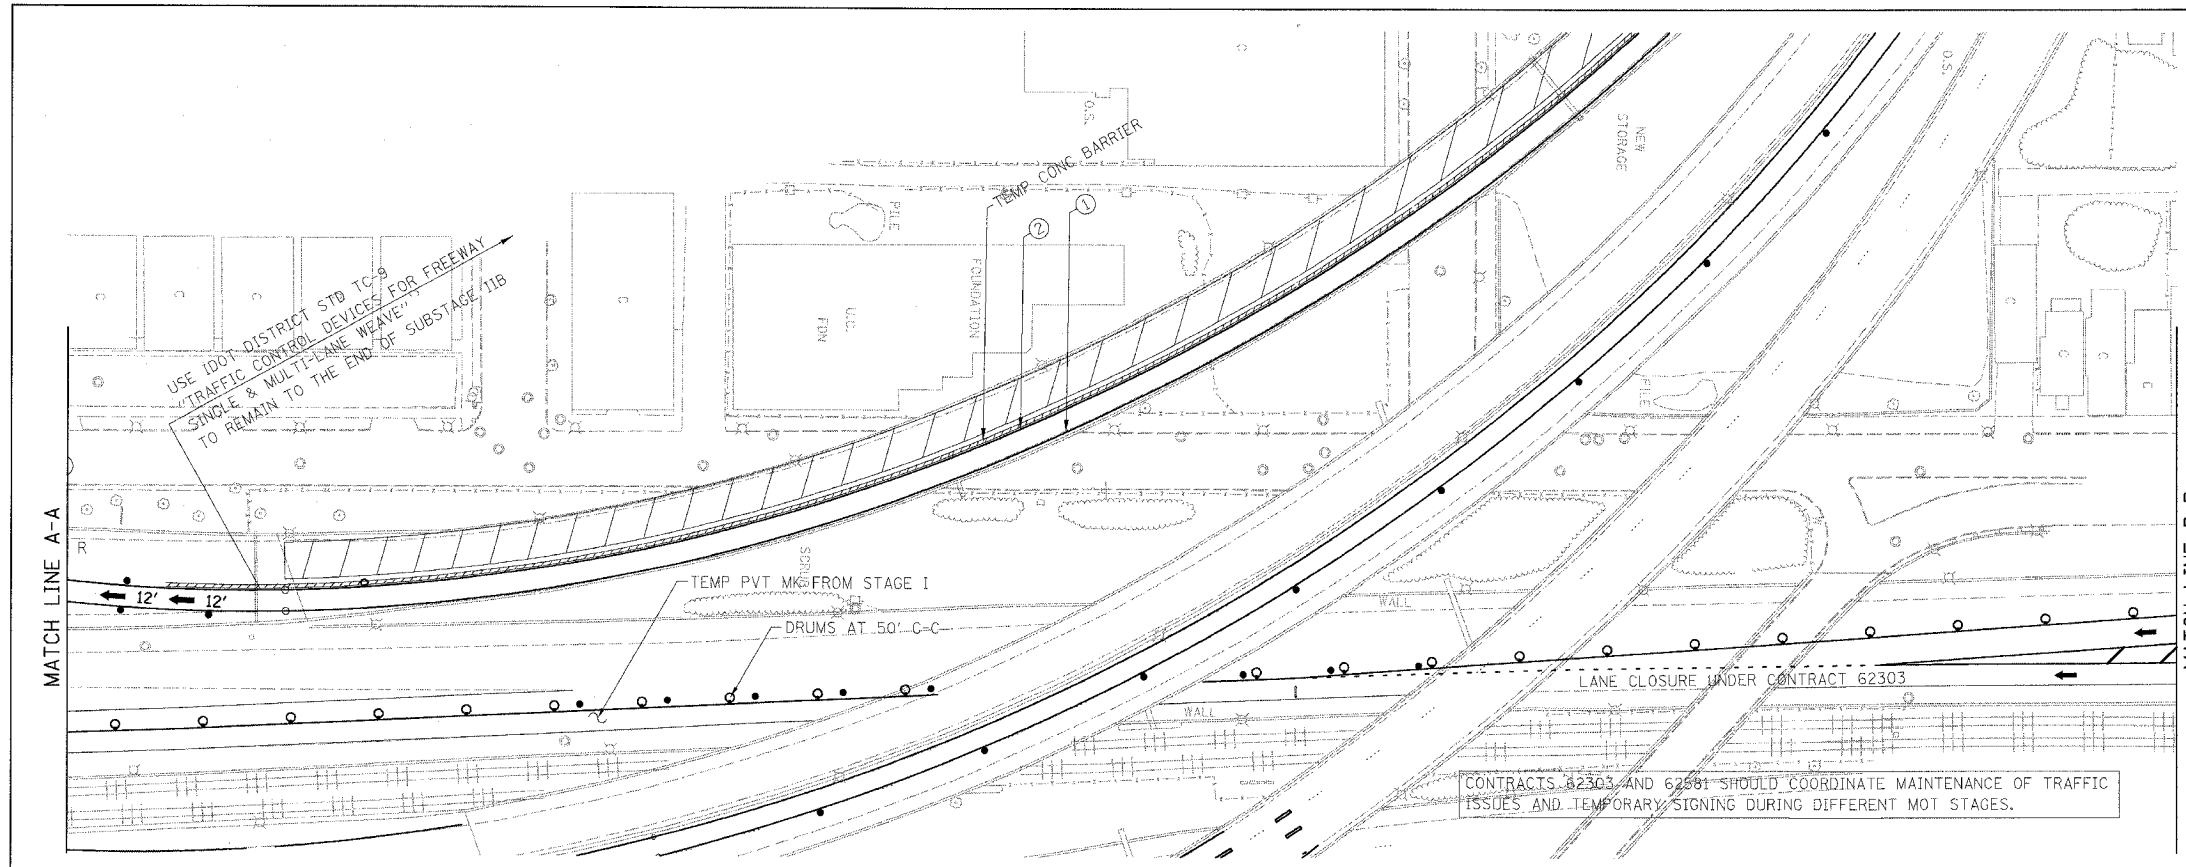 O.S.
O.S.
NEW
STORAGE
TEMP CONC BARRIER
1
2
PILE
FOUNDATION
U.C.
FDN
C
C
C
C
C
C
C
C
C
C
USE IDOT DISTRICT STD TC-9
"TRAFFIC CONTROL DEVICES FOR FREEWAY
SINGLE & MULTI-LANE WEAVE"
TO REMAIN TO THE END OF SUBSTAGE 11B
PILE
MATCH LINE A-A
R
12'
12'
SCRUB
TEMP PVT MK FROM STAGE I
DRUMS AT 50' C-C
WALL
WALL
LANE CLOSURE UNDER CONTRACT 62303
CONTRACTS 62303 AND 62581 SHOULD COORDINATE MAINTENANCE OF TRAFFIC
ISSUES AND TEMPORARY SIGNING DURING DIFFERENT MOT STAGES.